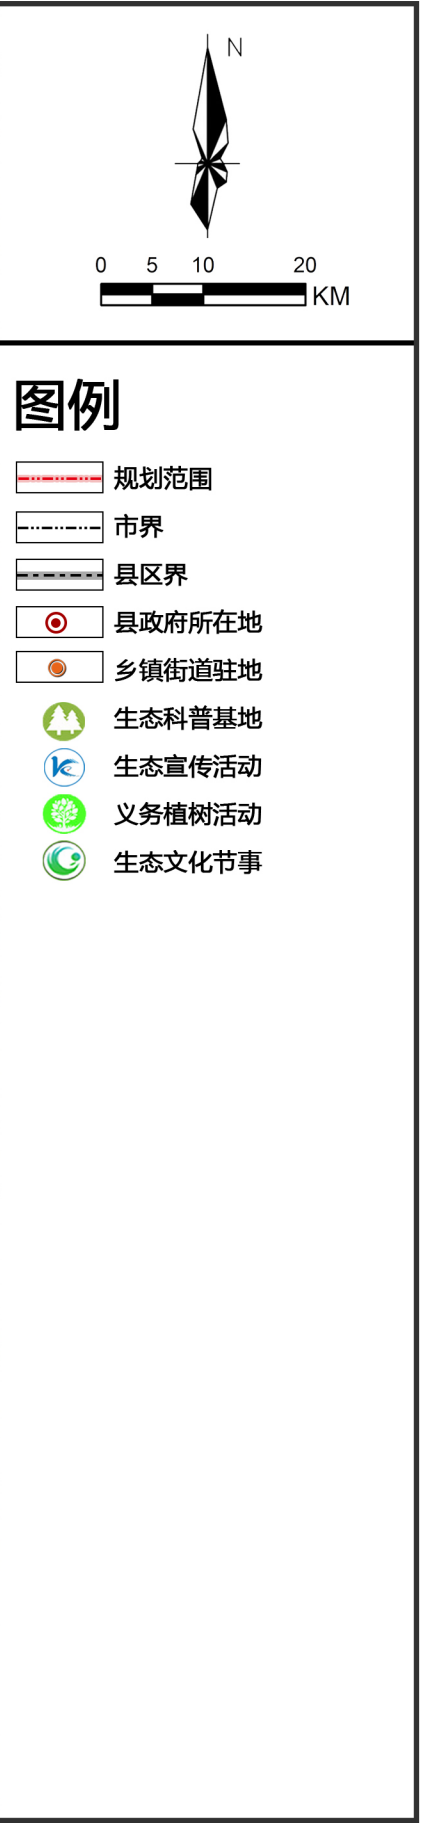 N
0 5 10 20
KM
图例
规划范围
市界
县区界
县政府所在地
乡镇街道驻地
生态科普基地
生态宣传活动
义务植树活动
生态文化节事